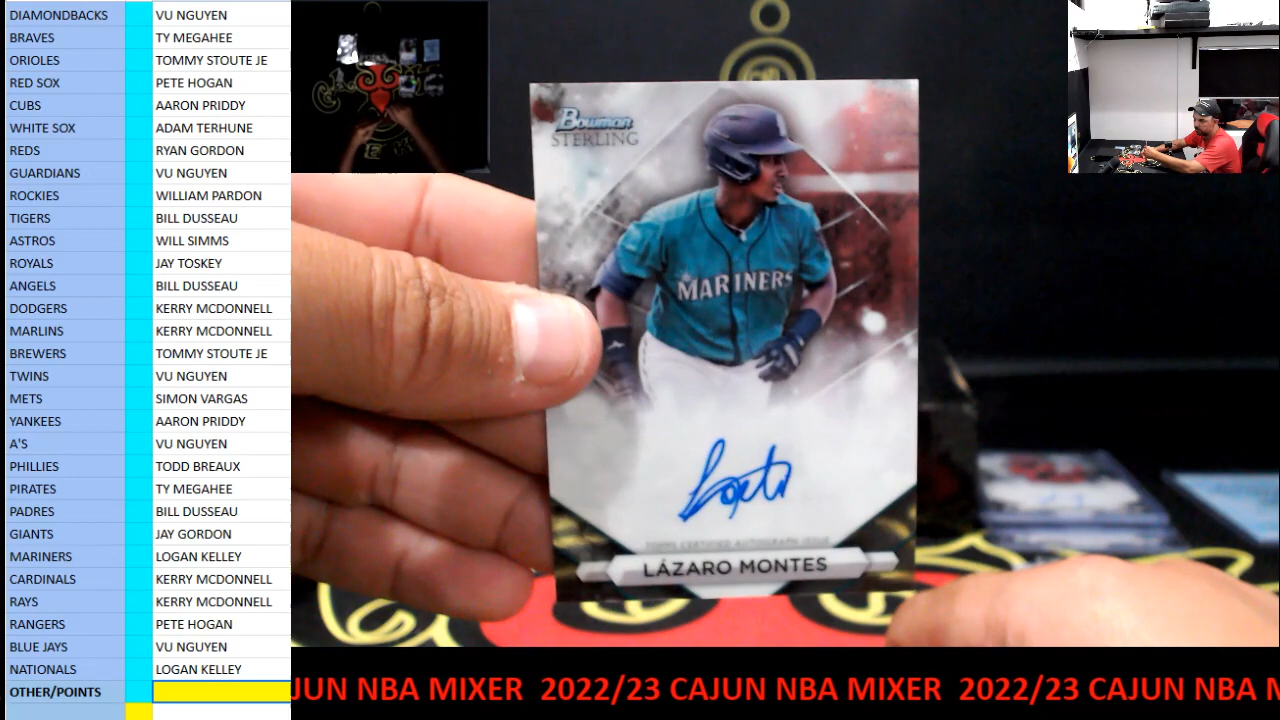 DIAMONDBACKS VU NGUYEN
BRAVES TY MEGAHEE
ORIOLES TOMMY STOUTE JE
RED SOX PETE HOGAN
CUBS AARON PRIDDY
WHITE SOX ADAM TERHUNE
REDS RYAN GORDON
GUARDIANS VU NGUYEN
ROCKIES WILLIAM PARDON
TIGERS BILL DUSSEAU
ASTROS WILL SIMMS
ROYALS JAY TOSKEY
ANGELS BILL DUSSEAU
DODGERS KERRY MCDONNELL
MARLINS KERRY MCDONNELL
BREWERS TOMMY STOUTE JE
TWINS VU NGUYEN
METS SIMON VARGAS
YANKEES AARON PRIDDY
A'S VU NGUYEN
PHILLIES TODD BREAUX
PIRATES TY MEGAHEE
PADRES BILL DUSSEAU
GIANTS JAY GORDON
MARINERS LOGAN KELLEY
CARDINALS KERRY MCDONNELL
RAYS KERRY MCDONNELL
RANGERS PETE HOGAN
BLUE JAYS VU NGUYEN
NATIONALS LOGAN KELLEY
OTHER/POINTS
Bowman
STERLING
MARINERS
TOPPS CERTIFIED AUTOGRAPH ISSUE
LÁZARO MONTES
JUN NBA MIXER 2022/23 CAJUN NBA MIXER 2022/23 CAJUN NBA M